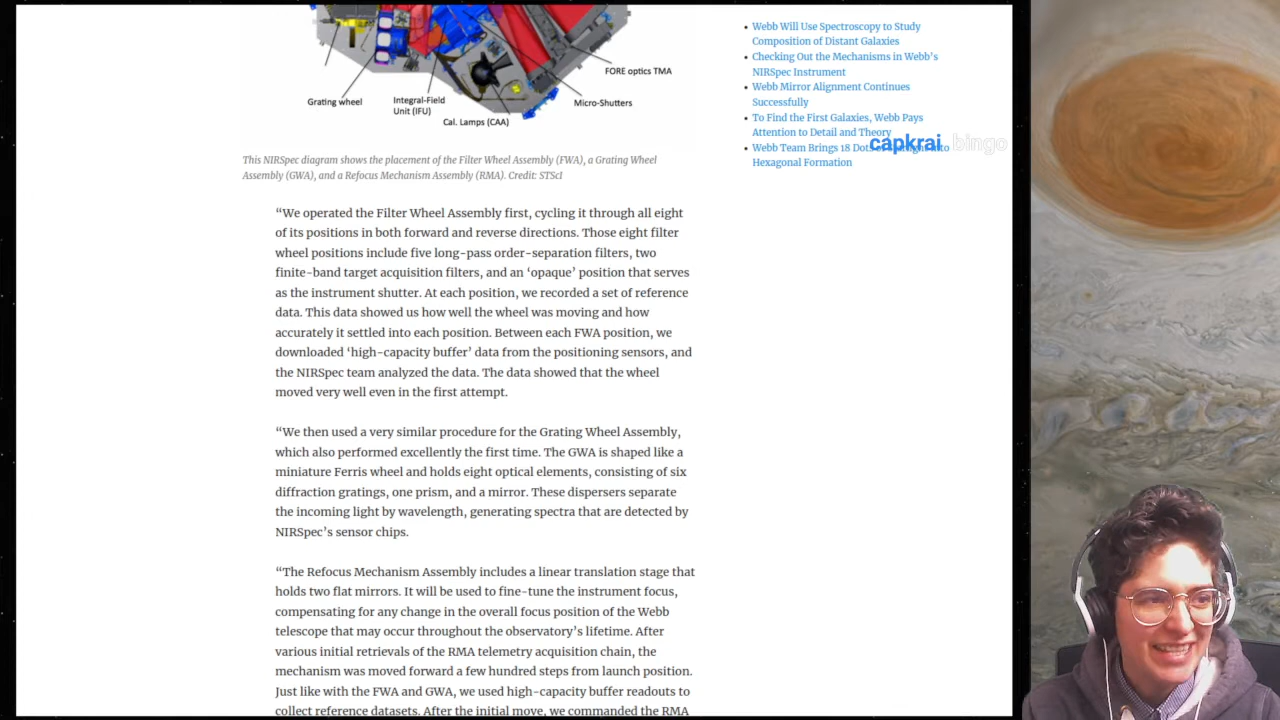 FORE optics TMA
Grating wheel
Integral-Field
Unit (IFU)
Micro-Shutters
Cal. Lamps (CAA)
This NIRSpec diagram shows the placement of the Filter Wheel Assembly (FWA), a Grating Wheel
Assembly (GWA), and a Refocus Mechanism Assembly (RMA). Credit: STScI
“We operated the Filter Wheel Assembly first, cycling it through all eight
of its positions in both forward and reverse directions. Those eight filter
wheel positions include five long-pass order-separation filters, two
finite-band target acquisition filters, and an ‘opaque’ position that serves
as the instrument shutter. At each position, we recorded a set of reference
data. This data showed us how well the wheel was moving and how
accurately it settled into each position. Between each FWA position, we
downloaded ‘high-capacity buffer’ data from the positioning sensors, and
the NIRSpec team analyzed the data. The data showed that the wheel
moved very well even in the first attempt.
“We then used a very similar procedure for the Grating Wheel Assembly,
which also performed excellently the first time. The GWA is shaped like a
miniature Ferris wheel and holds eight optical elements, consisting of six
diffraction gratings, one prism, and a mirror. These dispersers separate
the incoming light by wavelength, generating spectra that are detected by
NIRSpec’s sensor chips.
“The Refocus Mechanism Assembly includes a linear translation stage that
holds two flat mirrors. It will be used to fine-tune the instrument focus,
compensating for any change in the overall focus position of the Webb
telescope that may occur throughout the observatory’s lifetime. After
various initial retrievals of the RMA telemetry acquisition chain, the
mechanism was moved forward a few hundred steps from launch position.
Just like with the FWA and GWA, we used high-capacity buffer readouts to
collect reference datasets. After the initial move, we commanded the RMA
Webb Will Use Spectroscopy to Study
Composition of Distant Galaxies
Checking Out the Mechanisms in Webb’s
NIRSpec Instrument
Webb Mirror Alignment Continues
Successfully
To Find the First Galaxies, Webb Pays
Attention to Detail and Theory
capkrai bingo
Webb Team Brings 18 Dots into
Hexagonal Formation